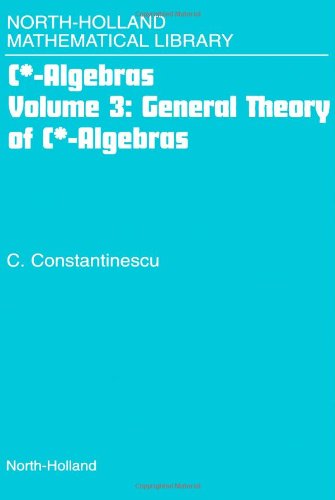 NORTH-HOLLAND
MATHEMATICAL LIBRARY
C*-Algebras
Volume 3: General Theory
of C*-Algebras
C. Constantinescu
North-Holland